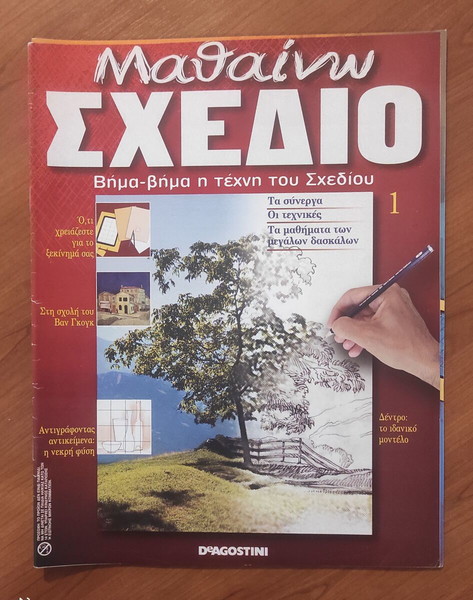 Μαθαίνω
ΣΧΕΔΙΟ
Βήμα-βήμα η τέχνη του Σχεδίου
1
Τα σύνεργα
Οι τεχνικές
Τα μαθήματα των
μεγάλων δασκάλων
Ό,τι
χρειάζεστε
για το
ξεκίνημά σας
Στη σχολή του
Βαν Γκογκ
Αντιγράφοντας
αντικείμενα:
η νεκρή φύση
Δέντρο:
το ιδανικό
μοντέλο
DeAGOSTINI